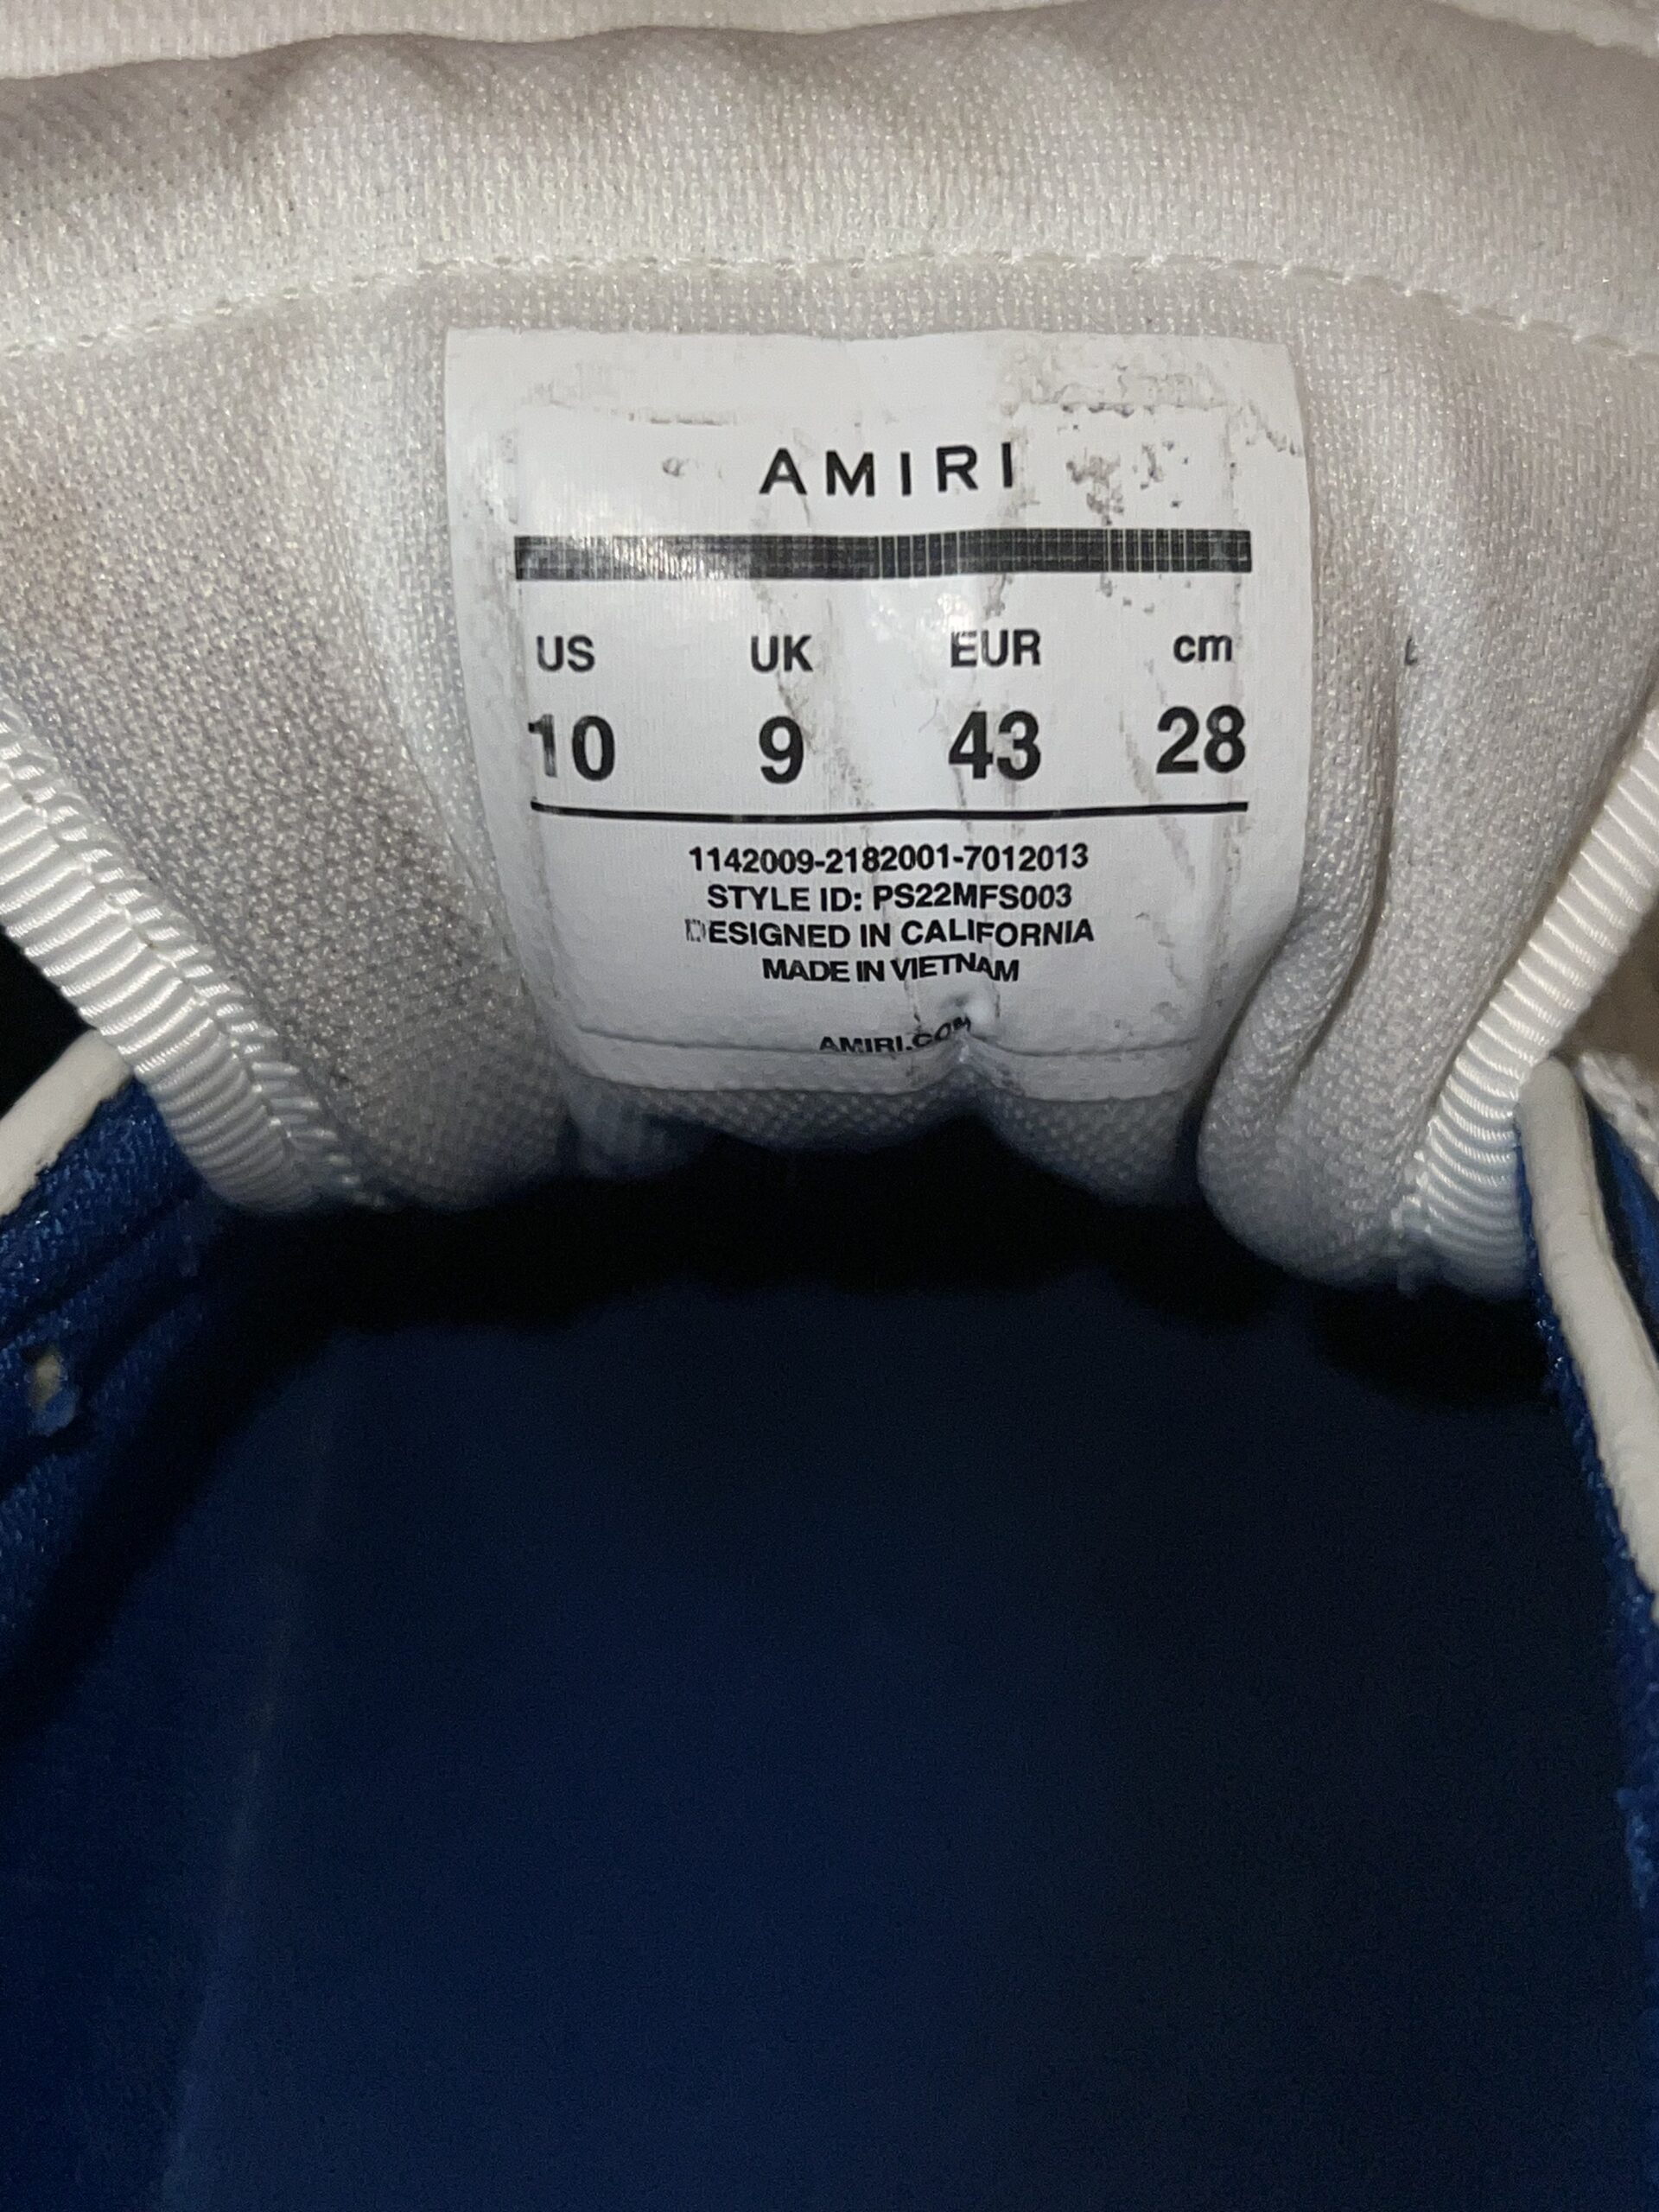 AMIRI
US UK EUR cm
10 9 43 28
1142009-2182001-7012013
STYLE ID: PS22MFS003
DESIGNED IN CALIFORNIA
MADE IN VIETNAM
AMIRI.COM